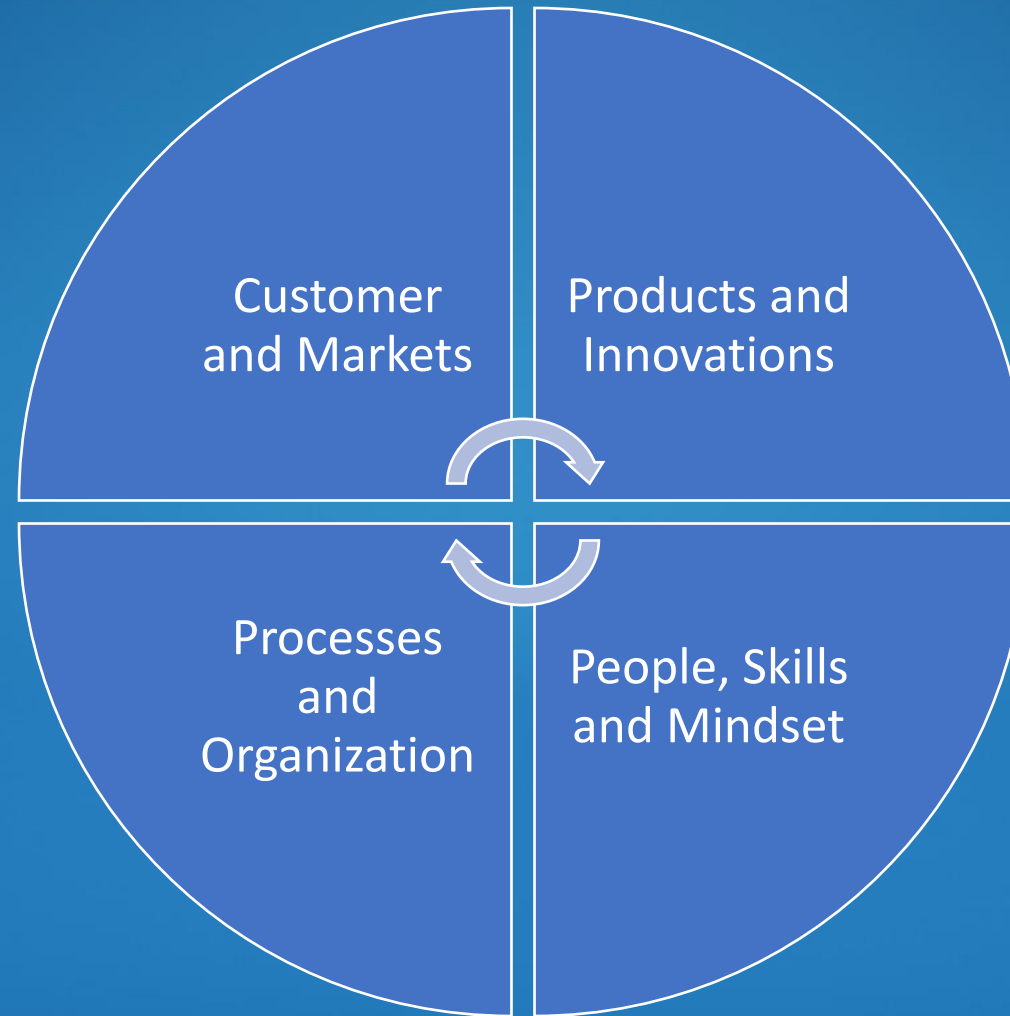 Customer
and Markets
Products and
Innovations
Processes
and
Organization
People, Skills
and Mindset